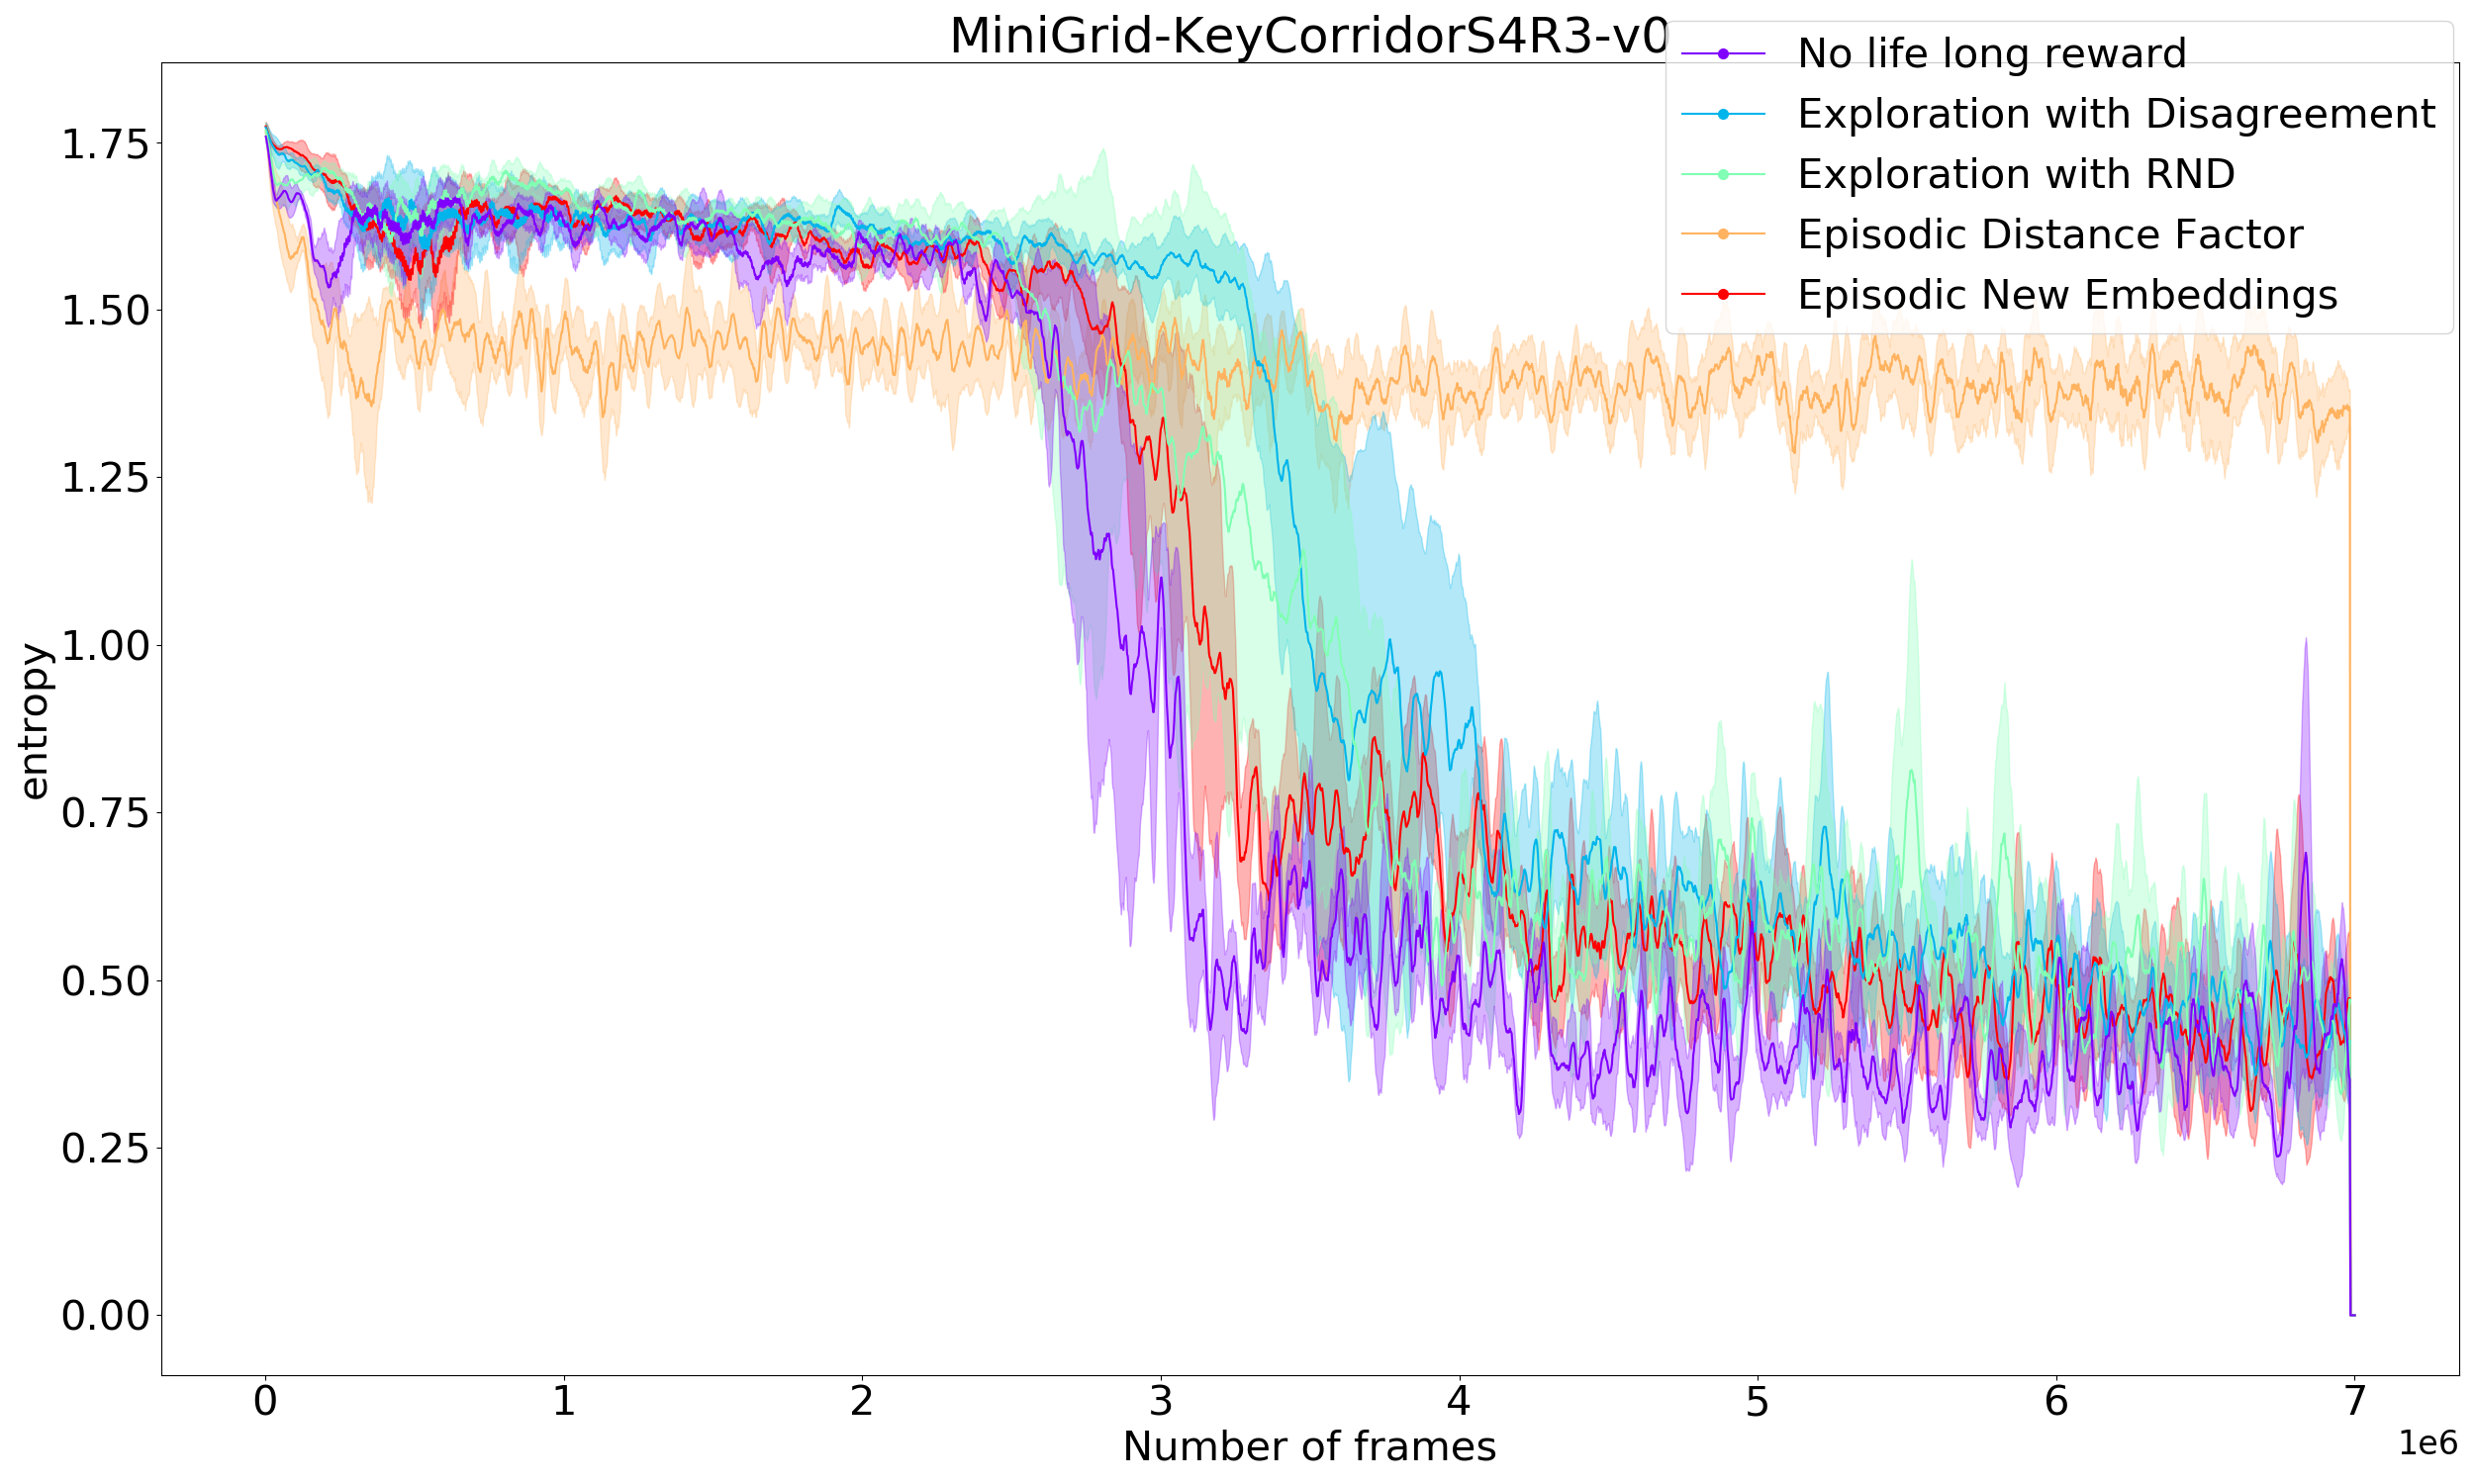 MiniGrid-KeyCorridorS4R3-v0
No life long reward
Exploration with Disagreement
Exploration with RND
Episodic Distance Factor
Episodic New Embeddings
1.75
1.50
1.25
1.00
0.75
0.50
0.25
0.00
entropy
0 1 2 3 4 5 6 7
Number of frames
1e6